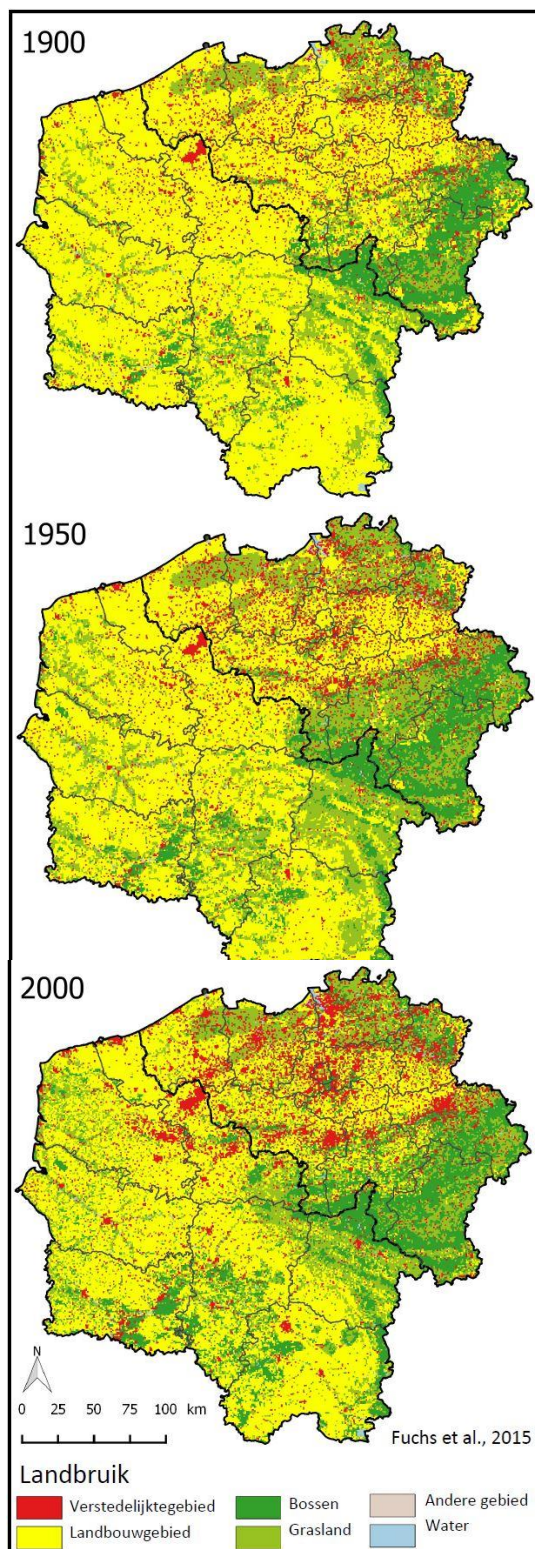 1900
1950
2000
N
0 25 50 75 100 km
Fuchs et al., 2015
Landbruik
Verstedelijktegebied
Bossen
Andere gebied
Landbouwgebied
Grasland
Water